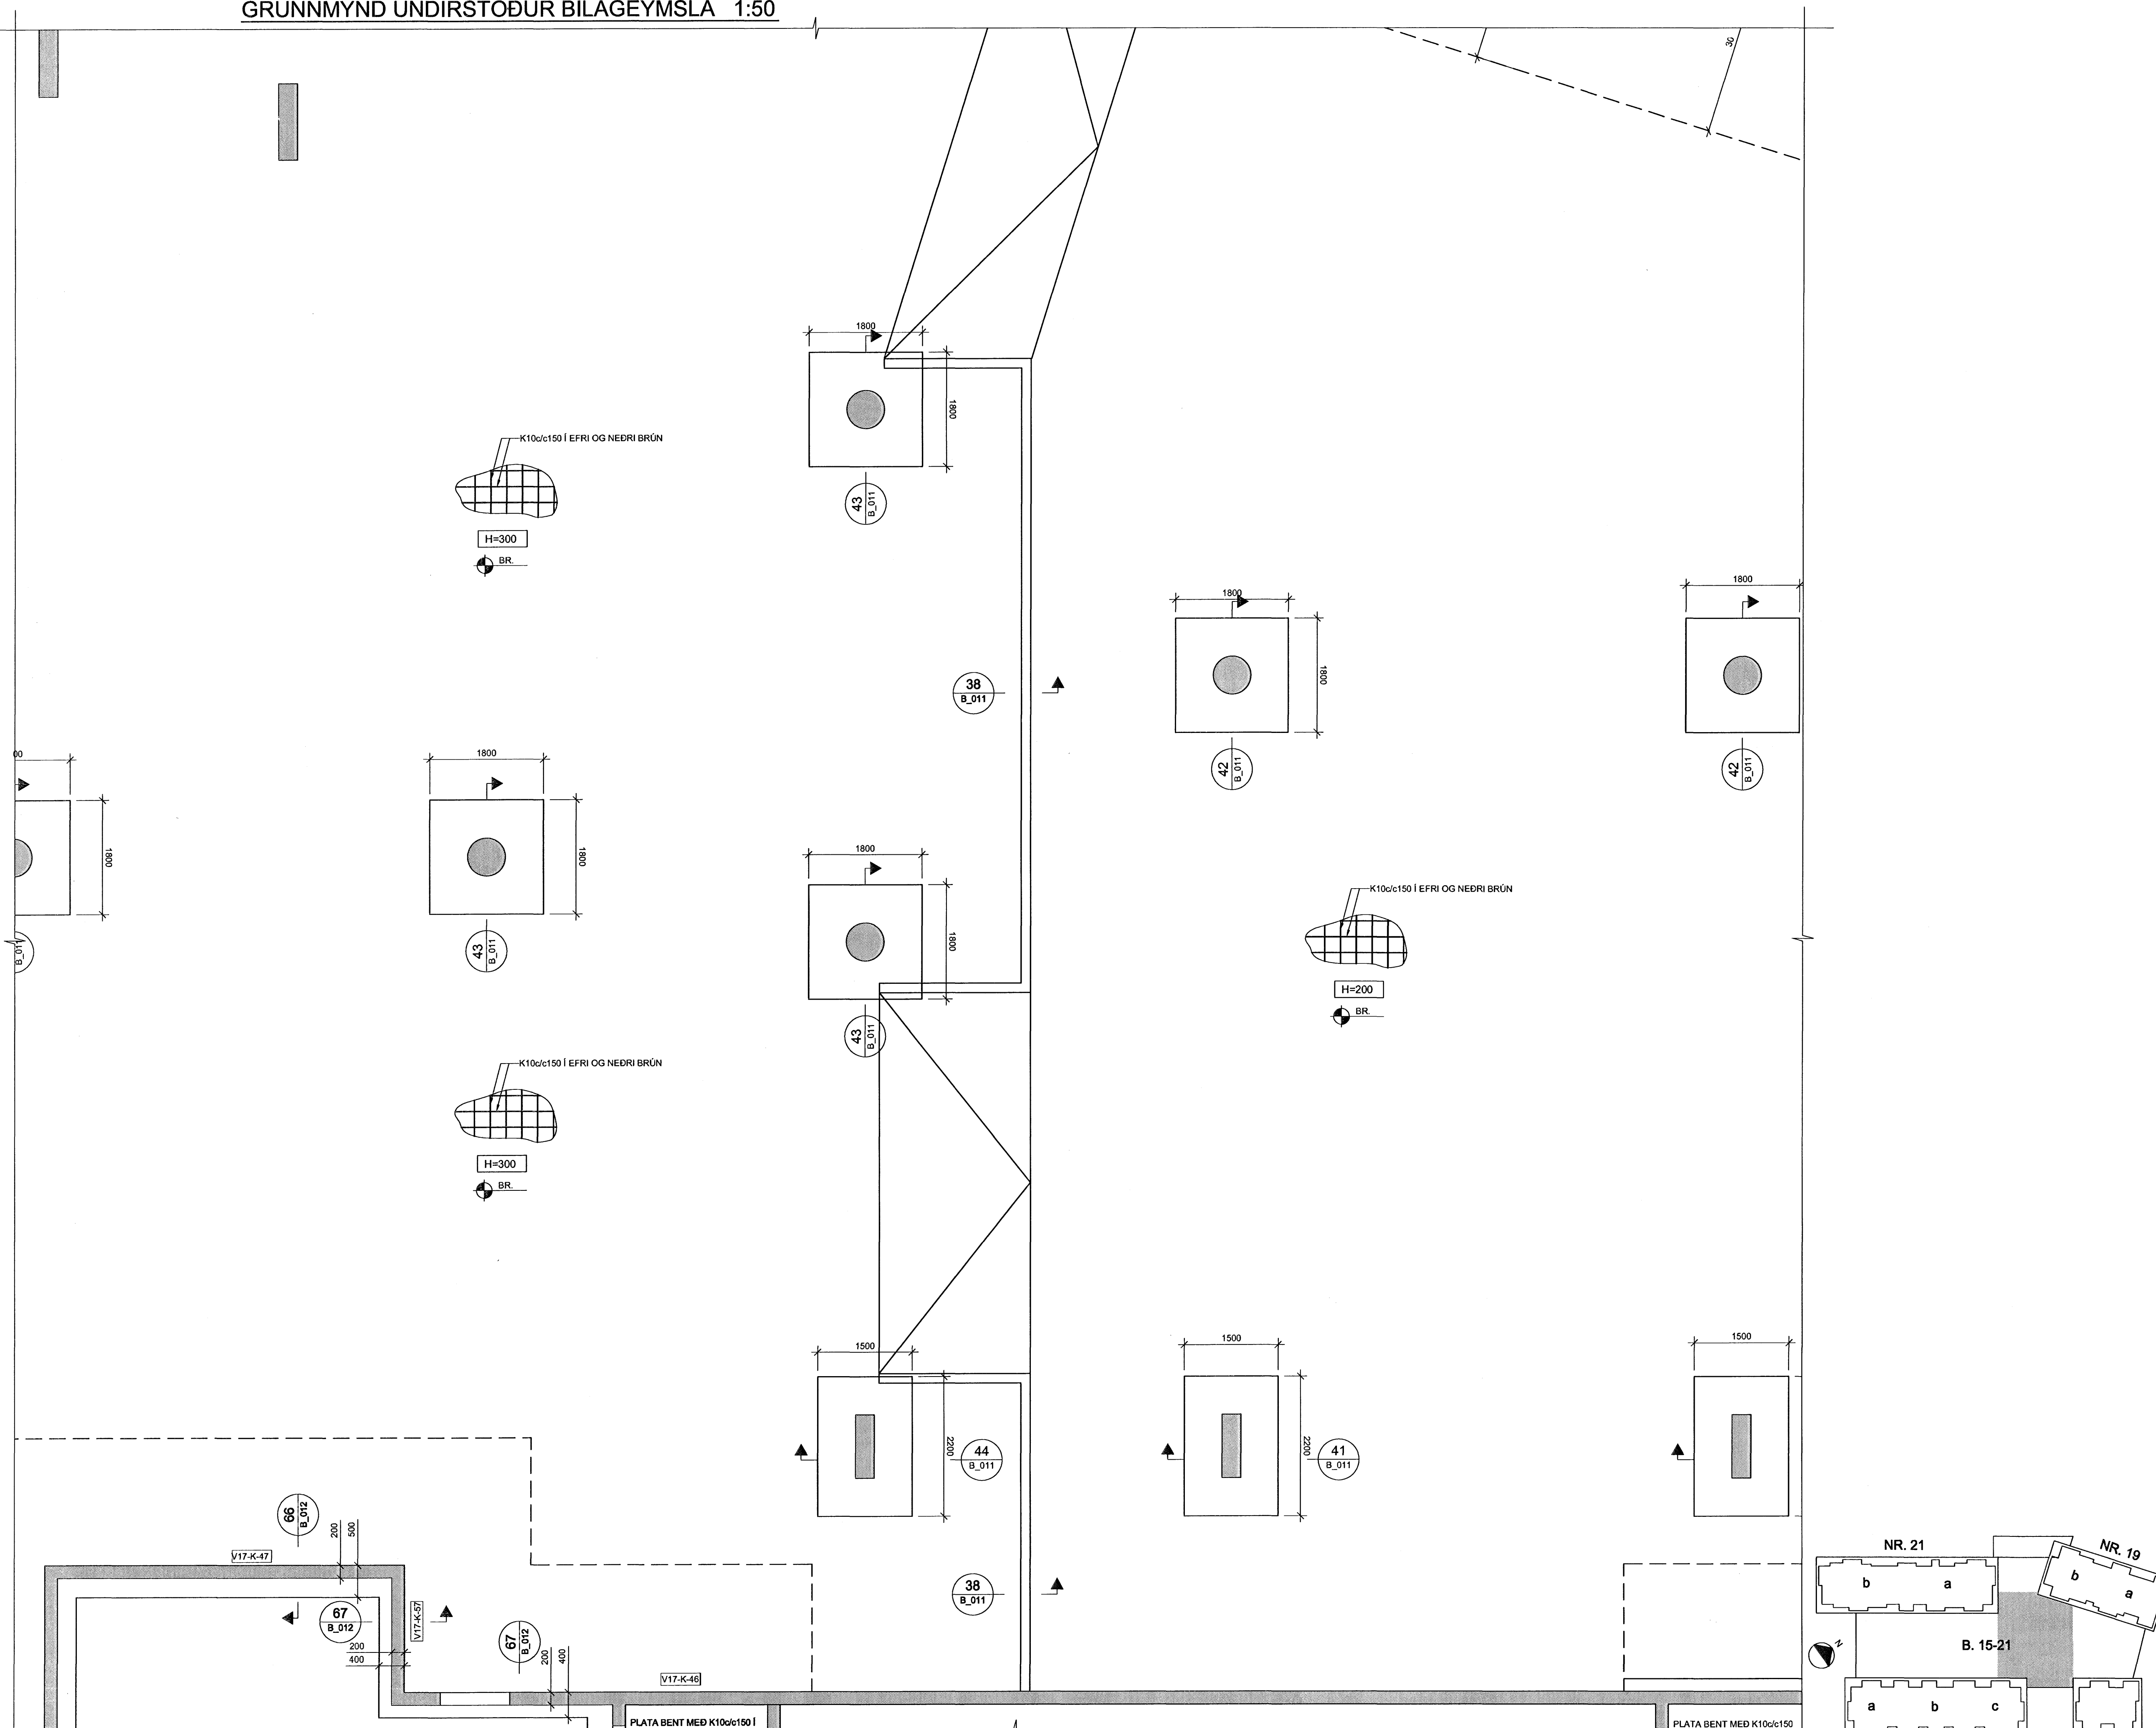 GRUNNMYND UNDIRSTÖÐUR BÍLAGEYMSLA 1:50
30
1800
1800
K10c/c150 Í EFRI OG NEÐRI BRÚN
43
B_011
H=300
BR.
1800
1800
1800
38
B_011
1800
42
B_011
42
B_011
00
1800
1800
1800
1800
1800
1800
K10c/c150 Í EFRI OG NEÐRI BRÚN
B_011
43
B_011
H=200
BR.
43
B_011
K10c/c150 Í EFRI OG NEÐRI BRÚN
H=300
BR.
1500
1500
1500
2200
44
B_011
2200
41
B_011
66
B_012
200
500
V17-K-47
NR. 21
NR. 19
b
a
b
a
38
B_011
67
B_012
V17-K-57
67
B_012
200
400
200
400
B. 15-21
N
V17-K-46
a
b
c
PLATA BENT MEÐ K10c/c150 Í
PLATA BENT MEÐ K10c/c150